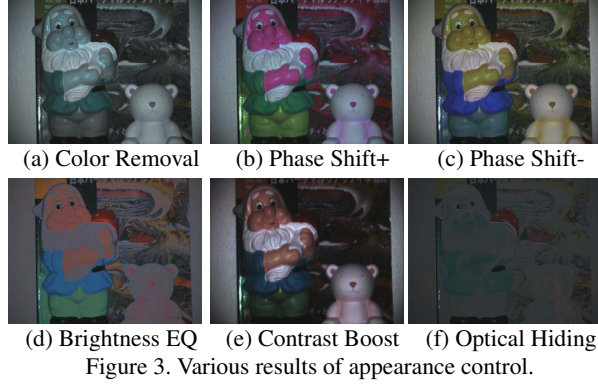 (a) Color Removal (b) Phase Shift+ (c) Phase Shift-
(d) Brightness EQ (e) Contrast Boost (f) Optical Hiding
Figure 3. Various results of appearance control.